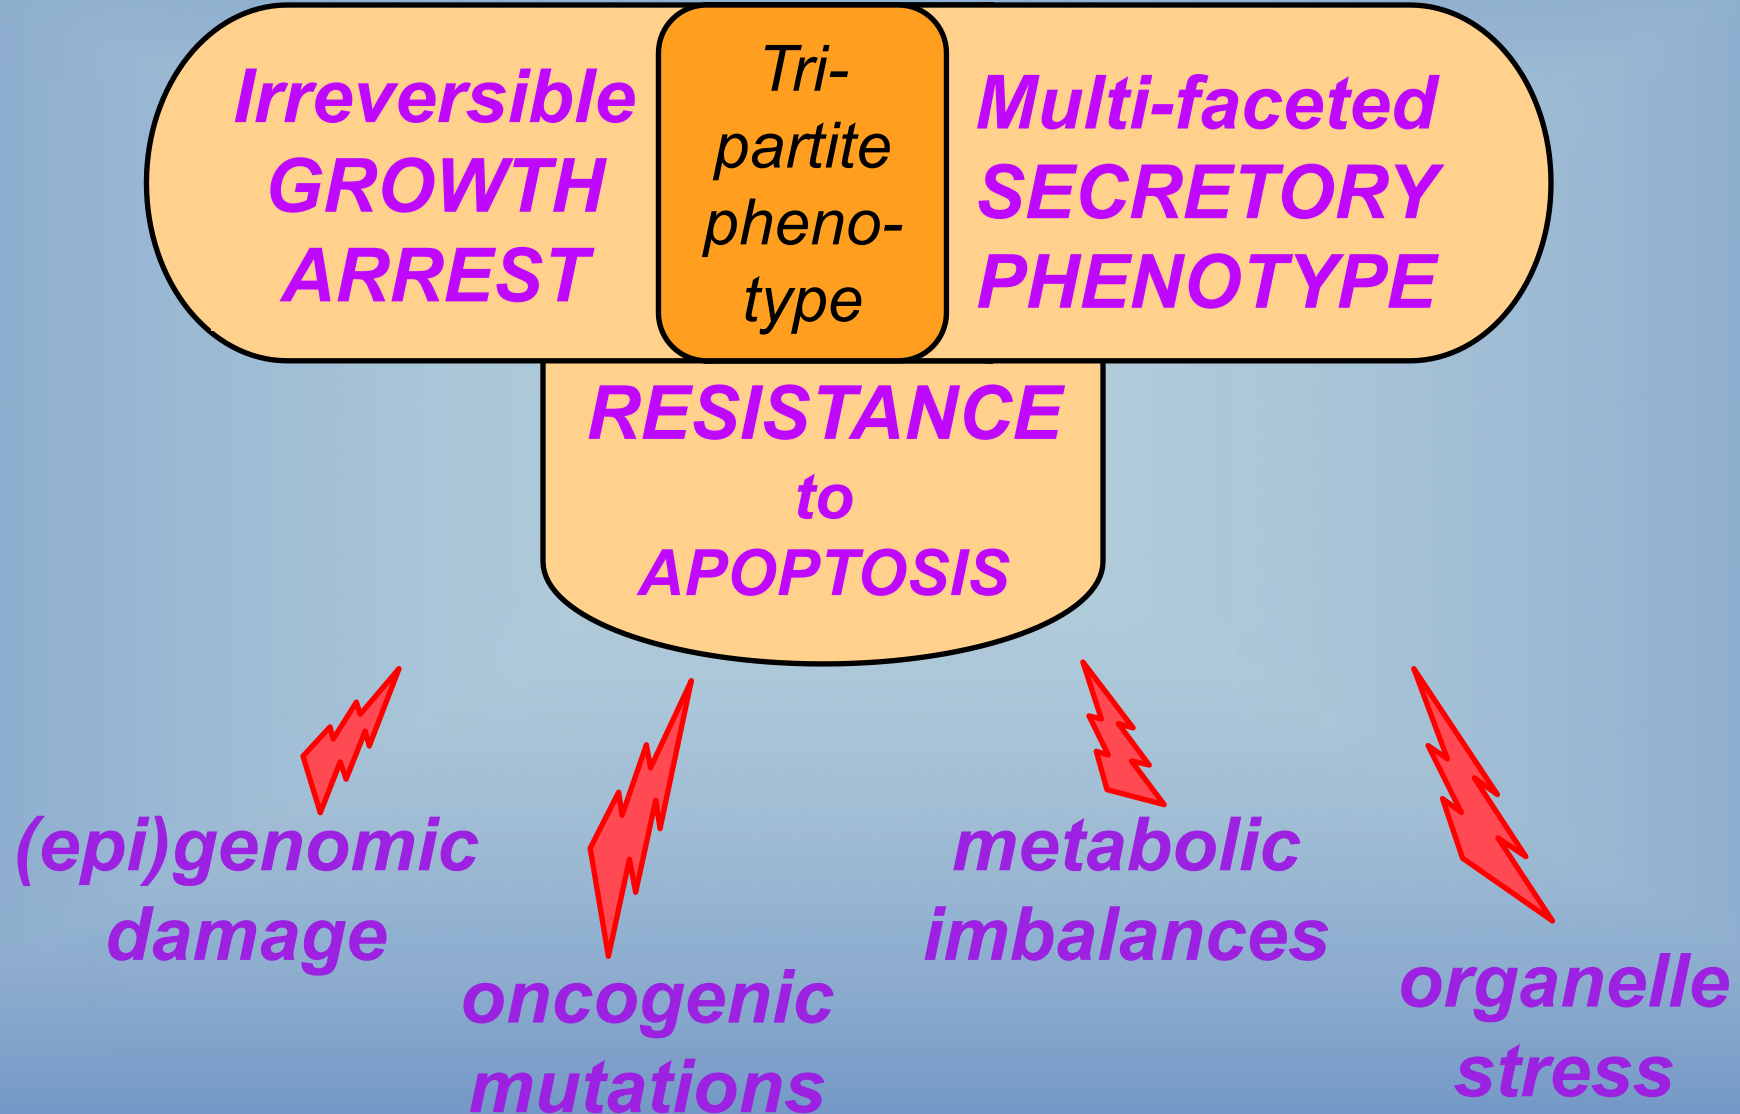 Irreversible
GROWTH
ARREST
Tri-
partite
pheno-
type
Multi-faceted
SECRETORY
PHENOTYPE
RESISTANCE
to
APOPTOSIS
(epi)genomic
damage
oncogenic
mutations
metabolic
imbalances
organelle
stress